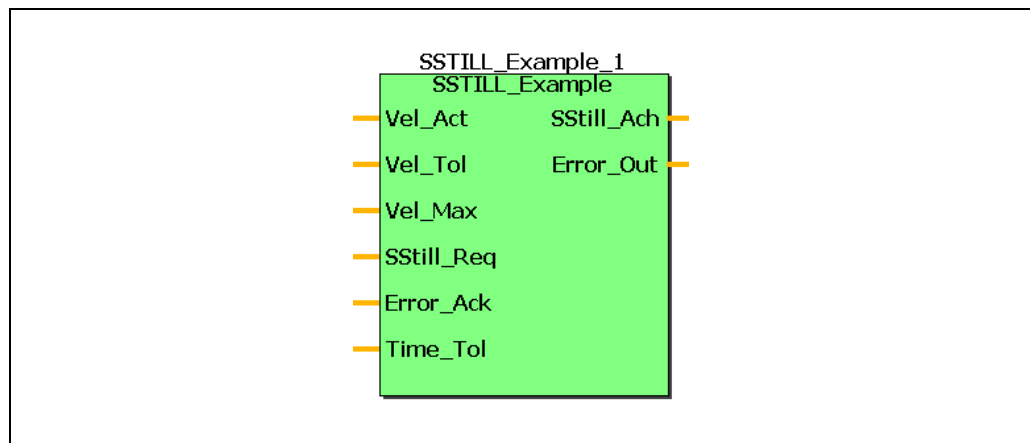 SSTILL_Example_1
SSTILL_Example
Vel_Act SStill_Ach
Vel_Tol Error_Out
Vel_Max
SStill_Req
Error_Ack
Time_Tol